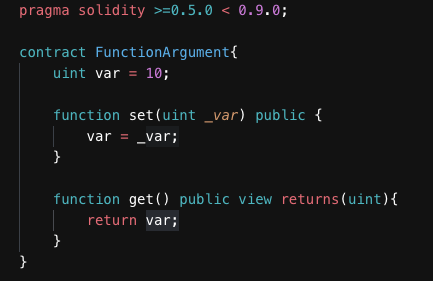 pragma solidity >=0.5.0 < 0.9.0;
contract FunctionArgument{
uint var = 10;
function set(uint _var) public {
var = _var;
}
function get() public view returns(uint){
return var;
}
}